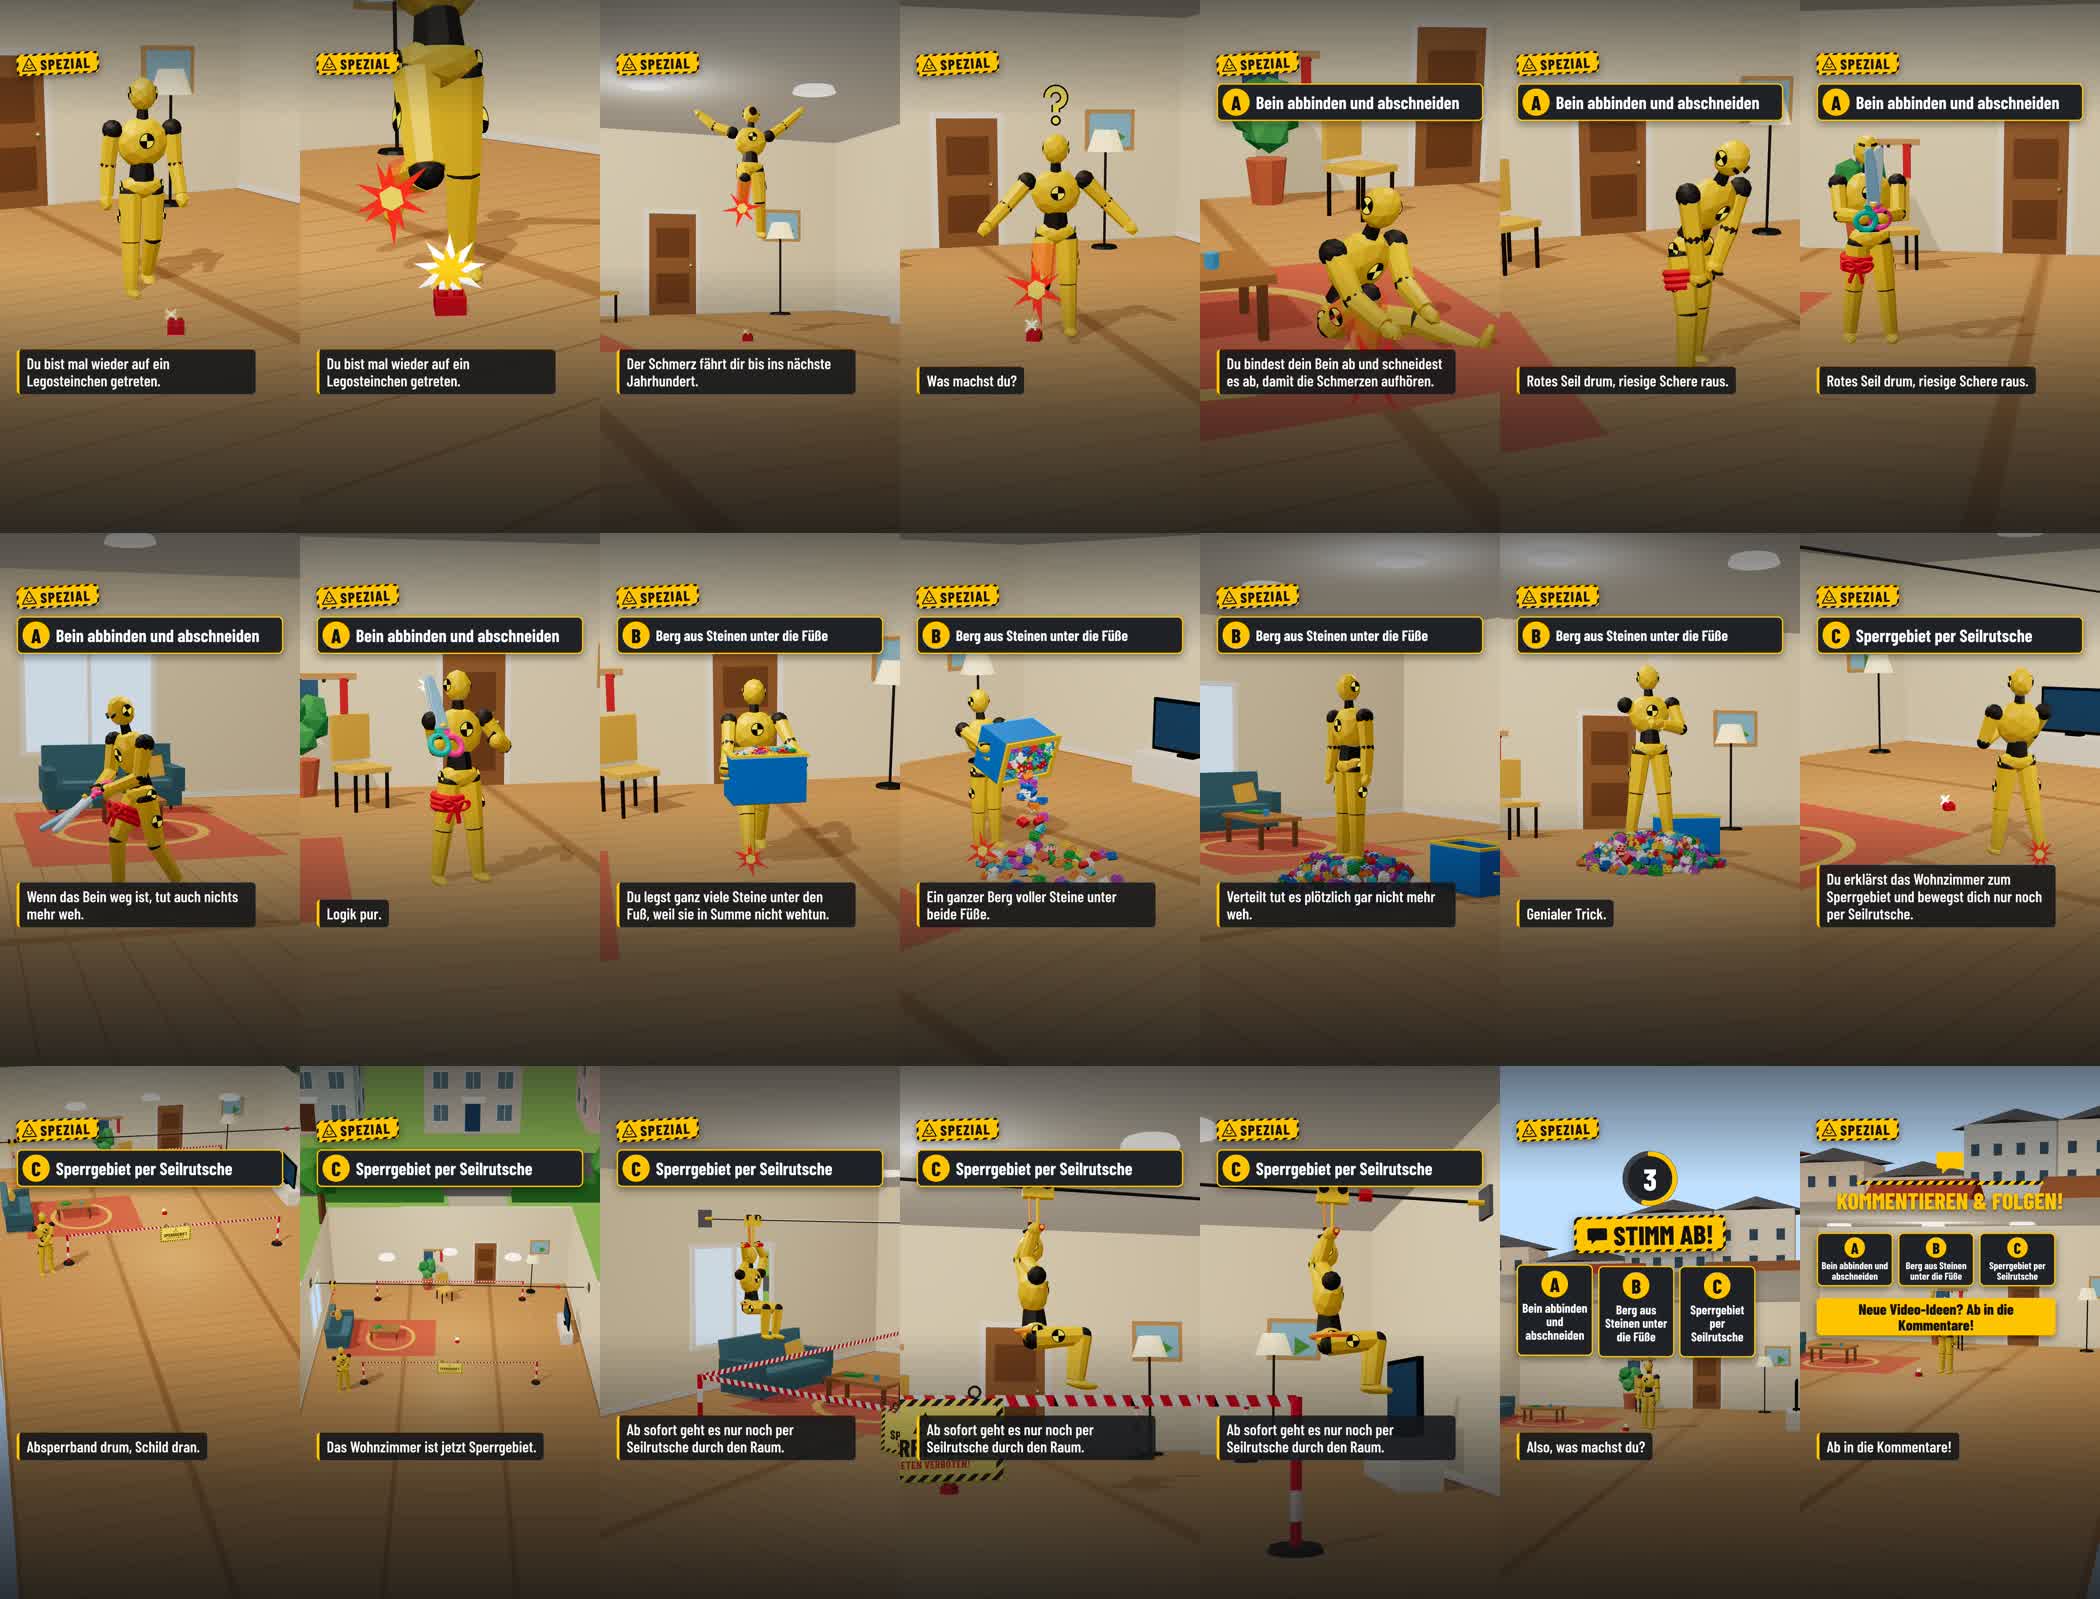 SPEZIAL
Du bist mal wieder auf ein
Legosteinchen getreten.
SPEZIAL
Du bist mal wieder auf ein
Legosteinchen getreten.
SPEZIAL
Der Schmerz fährt dir bis ins nächste
Jahrhundert.
SPEZIAL
?
Was machst du?
SPEZIAL
A Bein abbinden und abschneiden
Du bindest dein Bein ab und schneidest
es ab, damit die Schmerzen aufhören.
SPEZIAL
A Bein abbinden und abschneiden
Rotes Seil drum, riesige Schere raus.
SPEZIAL
A Bein abbinden und abschneiden
Rotes Seil drum, riesige Schere raus.
SPEZIAL
A Bein abbinden und abschneiden
Wenn das Bein weg ist, tut auch nichts
mehr weh.
SPEZIAL
A Bein abbinden und abschneiden
Logik pur.
SPEZIAL
B Berg aus Steinen unter die Füße
Du legst ganz viele Steine unter den
Fuß, weil sie in Summe nicht wehtun.
SPEZIAL
B Berg aus Steinen unter die Füße
Ein ganzer Berg voller Steine unter
beide Füße.
SPEZIAL
B Berg aus Steinen unter die Füße
Verteilt tut es plötzlich gar nicht mehr
weh.
SPEZIAL
B Berg aus Steinen unter die Füße
Genialer Trick.
SPEZIAL
C Sperrgebiet per Seilrutsche
Du erklärst das Wohnzimmer zum
Sperrgebiet und bewegst dich nur noch
per Seilrutsche.
SPEZIAL
C Sperrgebiet per Seilrutsche
Absperrband drum, Schild dran.
SPEZIAL
C Sperrgebiet per Seilrutsche
Das Wohnzimmer ist jetzt Sperrgebiet.
SPEZIAL
C Sperrgebiet per Seilrutsche
Ab sofort geht es nur noch per
Seilrutsche durch den Raum.
SPEZIAL
C Sperrgebiet per Seilrutsche
Ab sofort geht es nur noch per
Seilrutsche durch den Raum.
VERBOTEN!
SPEZIAL
C Sperrgebiet per Seilrutsche
Ab sofort geht es nur noch per
Seilrutsche durch den Raum.
SPEZIAL
3
STIMM AB!
A
Bein abbinden
und
abschneiden
B
Berg aus
Steinen unter
die Füße
C
Sperrgebiet
per
Seilrutsche
Also, was machst du?
SPEZIAL
KOMMENTIEREN & FOLGEN!
A
Bein abbinden und
abschneiden
B
Berg aus Steinen
unter die Füße
C
Sperrgebiet per
Seilrutsche
Neue Video-Ideen? Ab in die
Kommentare!
Ab in die Kommentare!